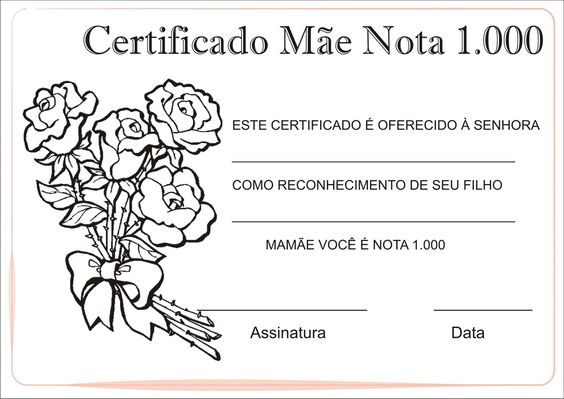 Certificado Mãe Nota 1.000
ESTE CERTIFICADO É OFERECIDO À SENHORA
COMO RECONHECIMENTO DE SEU FILHO
MAMÃE VOCÊ É NOTA 1.000
Assinatura Data